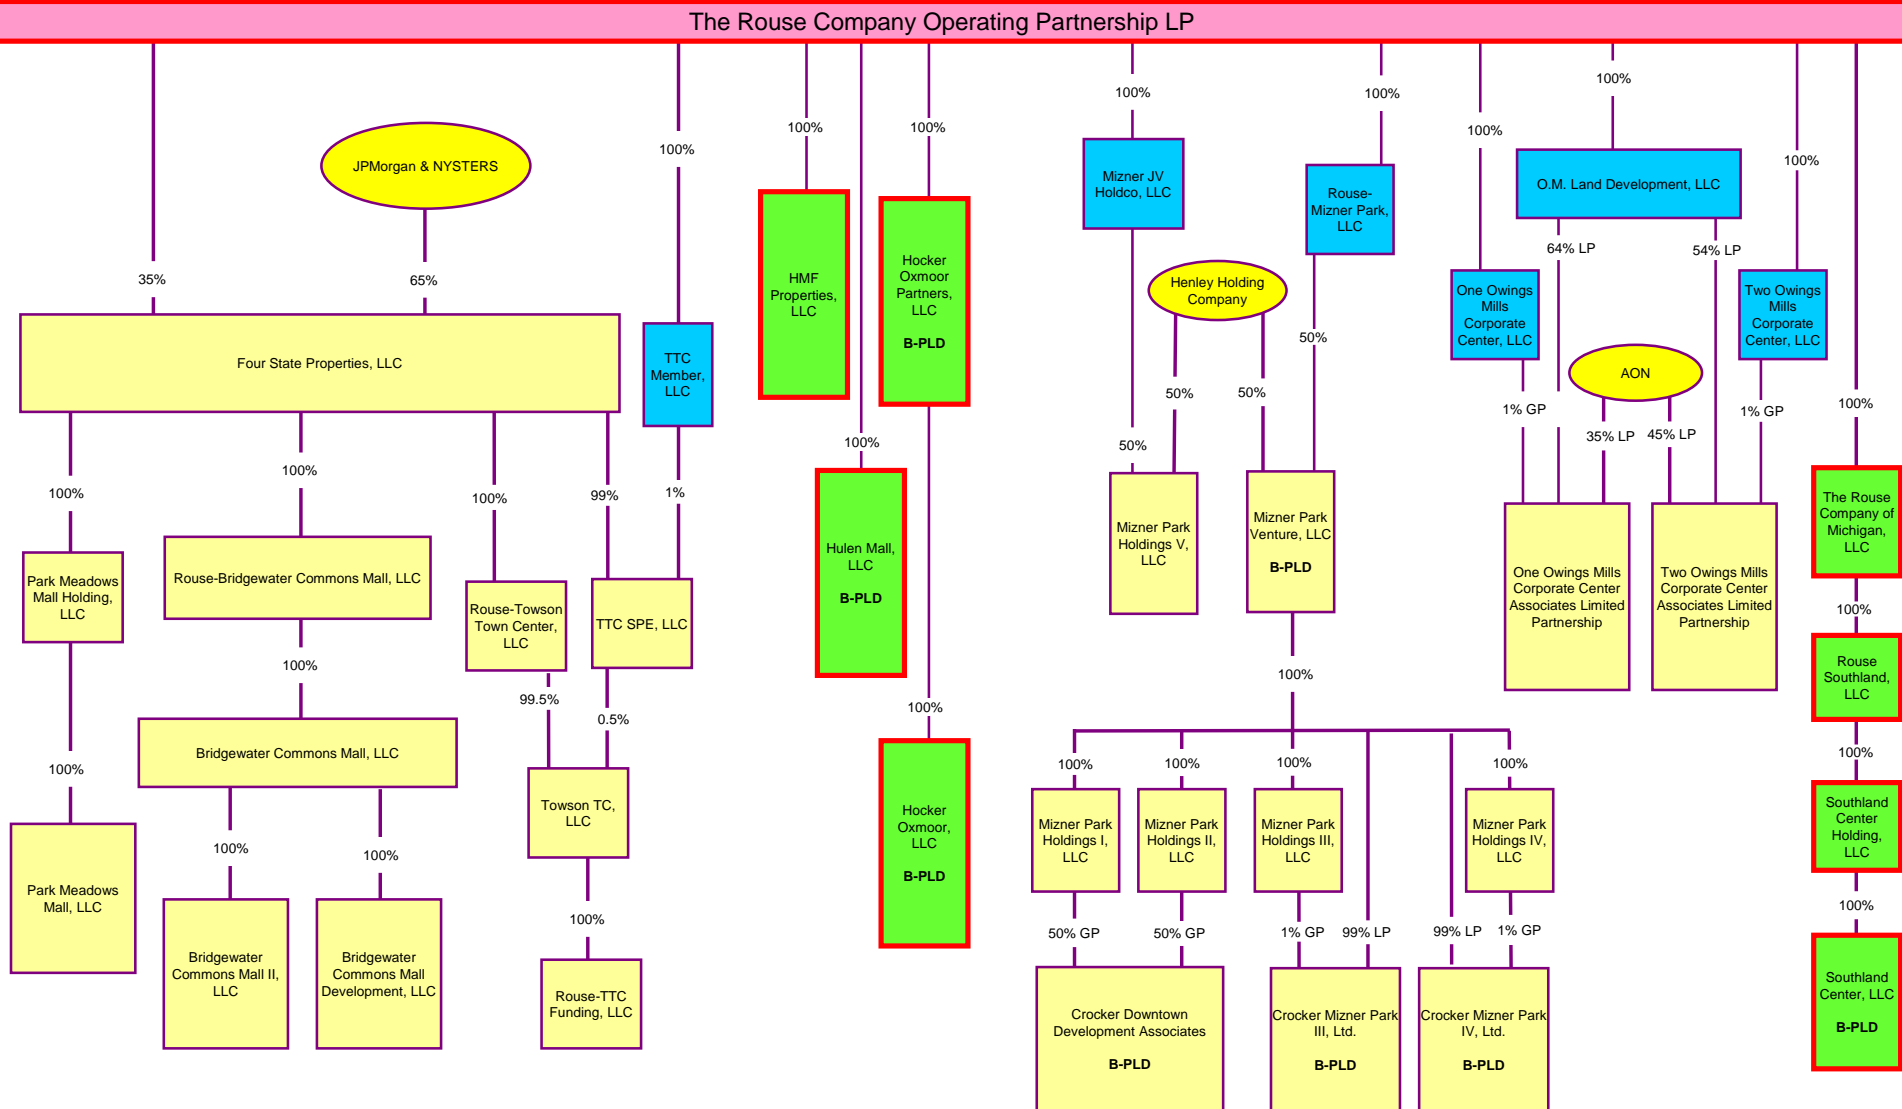 The Rouse Company Operating Partnership LP
35%
JPMorgan & NYSTERS
65%
Four State Properties, LLC
100%
Park Meadows
Mall Holding,
LLC
100%
Park Meadows
Mall, LLC
100%
Rouse-Bridgewater Commons Mall, LLC
100%
Bridgewater Commons Mall, LLC
100%
100%
Bridgewater
Commons Mall II,
LLC
Bridgewater
Commons Mall
Development, LLC
100%
Rouse-Towson
Town Center,
LLC
99%
1%
TTC SPE, LLC
99.5%
0.5%
Towson TC,
LLC
100%
Rouse-TTC
Funding, LLC
100%
TTC
Member,
LLC
100%
HMF
Properties,
LLC
100%
Hulen Mall,
LLC
B-PLD
100%
Hocker
Oxmoor
Partners,
LLC
B-PLD
100%
Hocker
Oxmoor,
LLC
B-PLD
100%
Mizner JV
Holdco, LLC
100%
Rouse-
Mizner Park,
LLC
Henley Holding
Company
50%
50%
50%
50%
Mizner Park
Holdings V,
LLC
Mizner Park
Venture, LLC
B-PLD
100%
100%
100%
100%
100%
Mizner Park
Holdings I,
LLC
Mizner Park
Holdings II,
LLC
Mizner Park
Holdings III,
LLC
Mizner Park
Holdings IV,
LLC
50% GP
50% GP
1% GP
99% LP
99% LP
1% GP
Crocker Downtown
Development Associates
B-PLD
Crocker Mizner Park
III, Ltd.
B-PLD
Crocker Mizner Park
IV, Ltd.
B-PLD
100%
100%
100%
O.M. Land Development, LLC
64% LP
54% LP
One Owings
Mills
Corporate
Center, LLC
Two Owings
Mills
Corporate
Center, LLC
AON
1% GP
35% LP
45% LP
1% GP
One Owings Mills
Corporate Center
Associates Limited
Partnership
Two Owings Mills
Corporate Center
Associates Limited
Partnership
100%
The Rouse
Company of
Michigan,
LLC
100%
Rouse
Southland,
LLC
100%
Southland
Center
Holding,
LLC
100%
Southland
Center, LLC
B-PLD